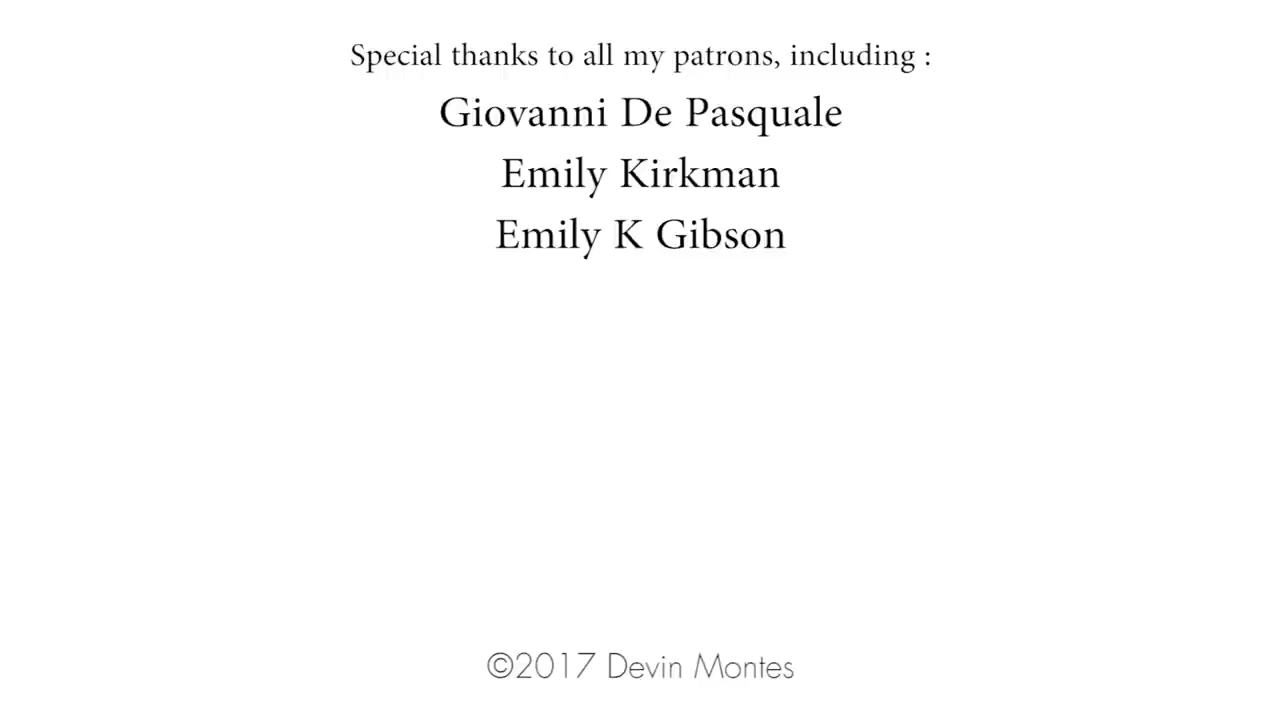 Special thanks to all my patrons, including :
Giovanni De Pasquale
Emily Kirkman
Emily K Gibson
©2017 Devin Montes